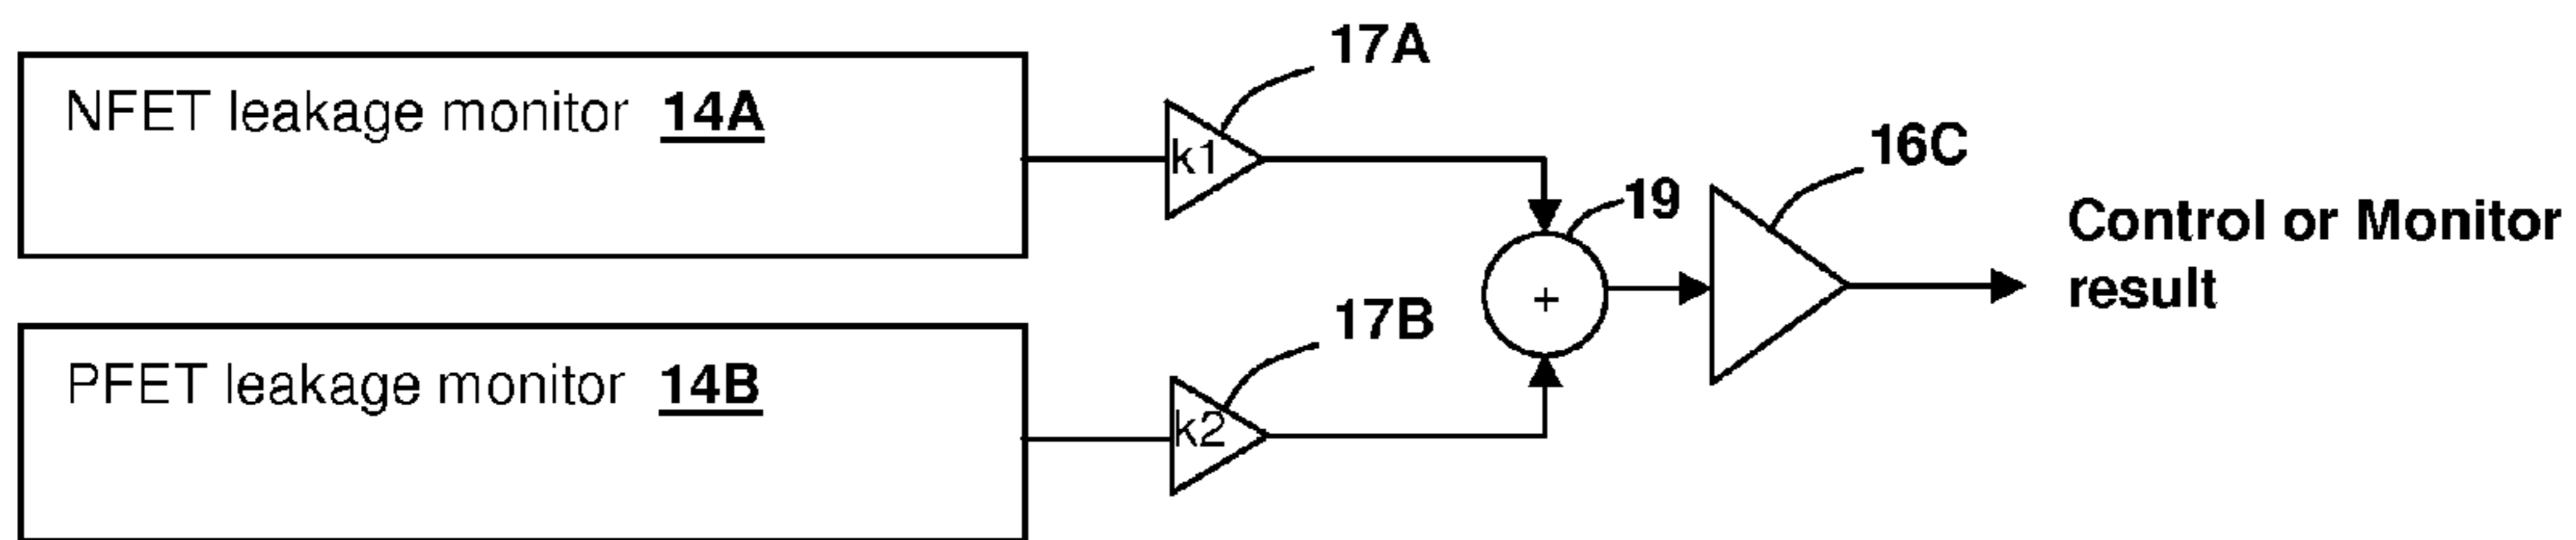 17A
NFET leakage monitor 14A
k1
16C
19
Control or Monitor
result
+
17B
PFET leakage monitor 14B
k2